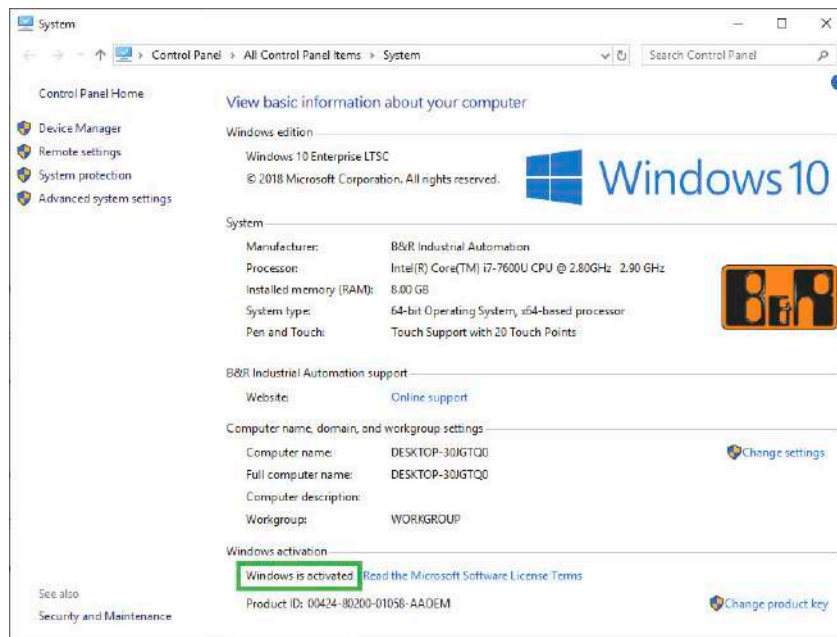 System
Control Panel > All Control Panel Items > System
Search Control Panel
Control Panel Home
Device Manager
Remote settings
System protection
Advanced system settings
View basic information about your computer
Windows edition
Windows 10 Enterprise LTSC
© 2018 Microsoft Corporation. All rights reserved.
Windows 10
System
Manufacturer: B&R Industrial Automation
Processor: Intel(R) Core(TM) i7-7600U CPU @ 2.80GHz 2.90 GHz
Installed memory (RAM): 8.00 GB
System type: 64-bit Operating System, x64-based processor
Pen and Touch: Touch Support with 20 Touch Points
B&R
B&R Industrial Automation support
Website: Online support
Computer name, domain, and workgroup settings
Computer name: DESKTOP-30JGTQ0
Change settings
Full computer name: DESKTOP-30JGTQ0
Computer description:
Workgroup: WORKGROUP
Windows activation
Windows is activated Read the Microsoft Software License Terms
Product ID: 00424-80200-01058-AAOEM
Change product key
See also
Security and Maintenance